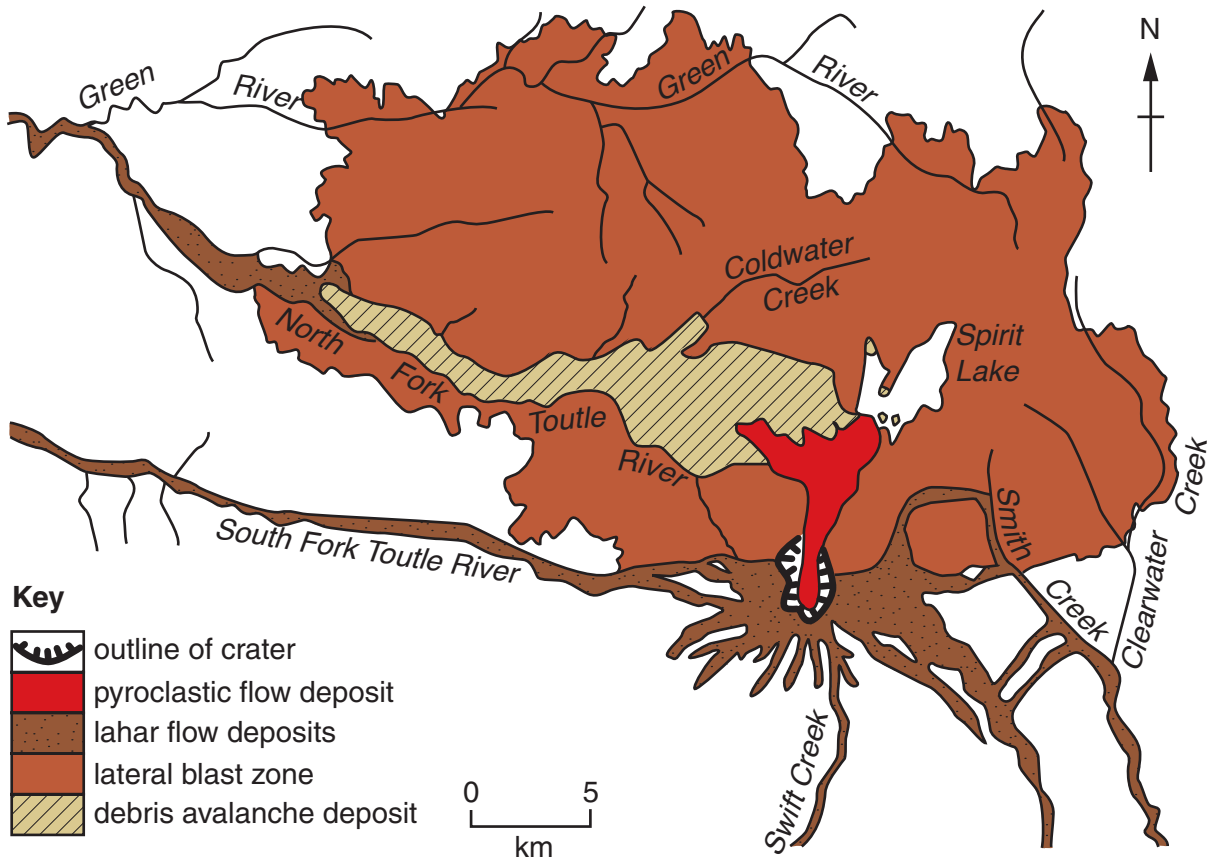 N
Green
River
Green
River
Coldwater
Creek
Spirit
Lake
North
Fork
Toutle
River
South Fork Toutle River
Smith
Creek
Clearwater
Creek
Swift Creek
Key
outline of crater
pyroclastic flow deposit
lahar flow deposits
lateral blast zone
debris avalanche deposit
0 5
km